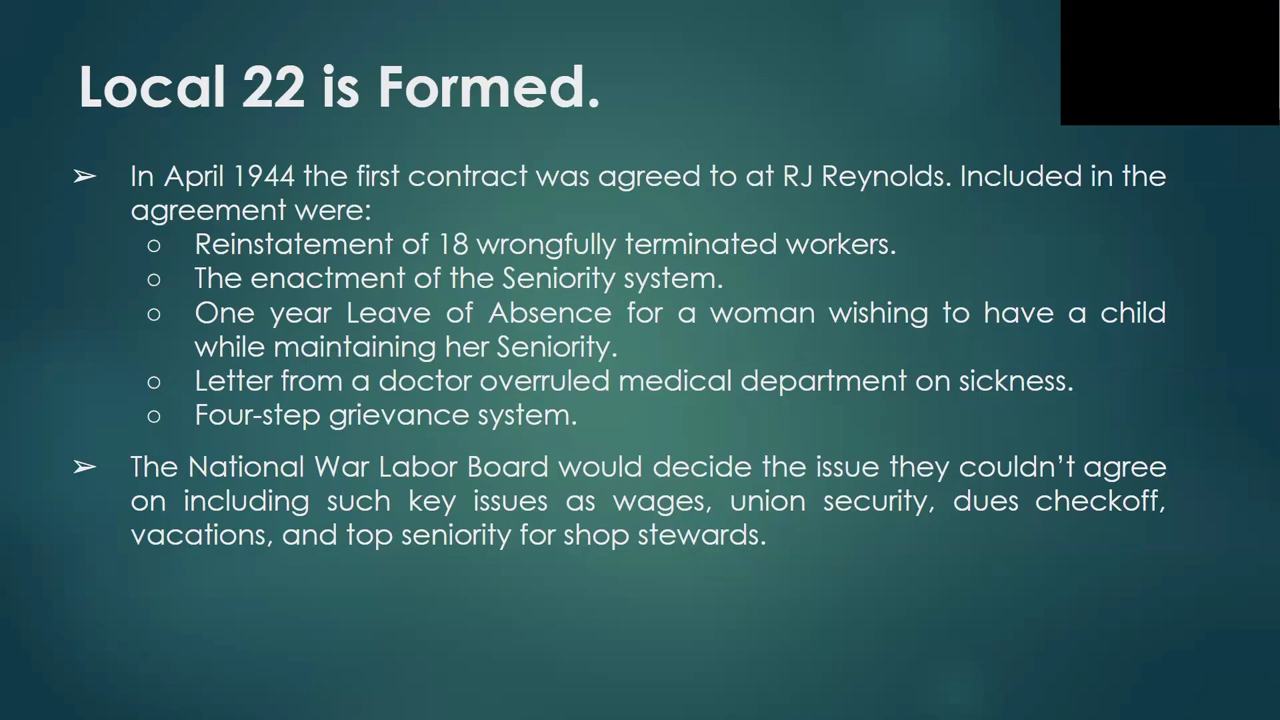 Local 22 is Formed.
➢ In April 1944 the first contract was agreed to at RJ Reynolds. Included in the
agreement were:
○ Reinstatement of 18 wrongfully terminated workers.
○ The enactment of the Seniority system.
○ One year Leave of Absence for a woman wishing to have a child
while maintaining her Seniority.
○ Letter from a doctor overruled medical department on sickness.
○ Four-step grievance system.
➢ The National War Labor Board would decide the issue they couldn’t agree
on including such key issues as wages, union security, dues checkoff,
vacations, and top seniority for shop stewards.